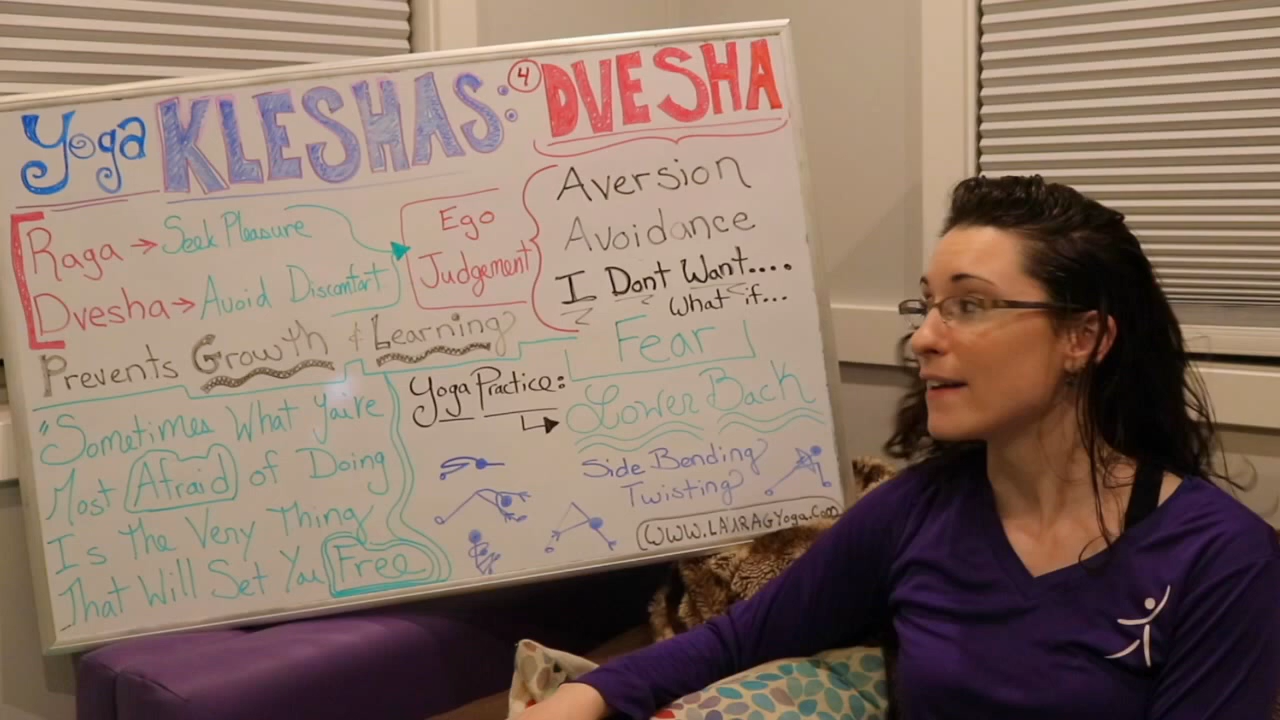 Yoga KLESHAS: 4 DVESHA
Raga → Seek Pleasure
Dvesha → Avoid Discomfort
Ego
Judgement
Prevents Growth & Learning
Aversion
Avoidance
I Dont Want....
What if...
Fear
"Sometimes What You're
Most Afraid of Doing
Is The Very Thing
That Will Set You Free
Yoga Practice:
Lower Back
Side Bending
Twisting
WWW.LAURAGYoga.Com